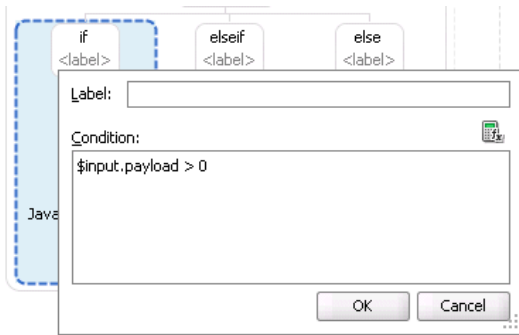 if elseif else
<label> <label> <label>
Label:
Condition:
$input.payload > 0
Java
OK Cancel